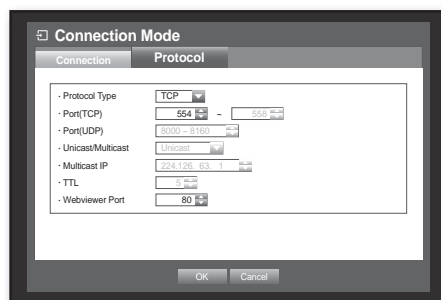 Connection Mode
Connection Protocol
· Protocol Type TCP
· Port(TCP) 554 ~ 558
· Port(UDP) 8000 ~ 8160
· Unicast/Multicast Unicast
· Multicast IP 224.126. 63. 1
· TTL 5
· Webviewer Port 80
OK Cancel